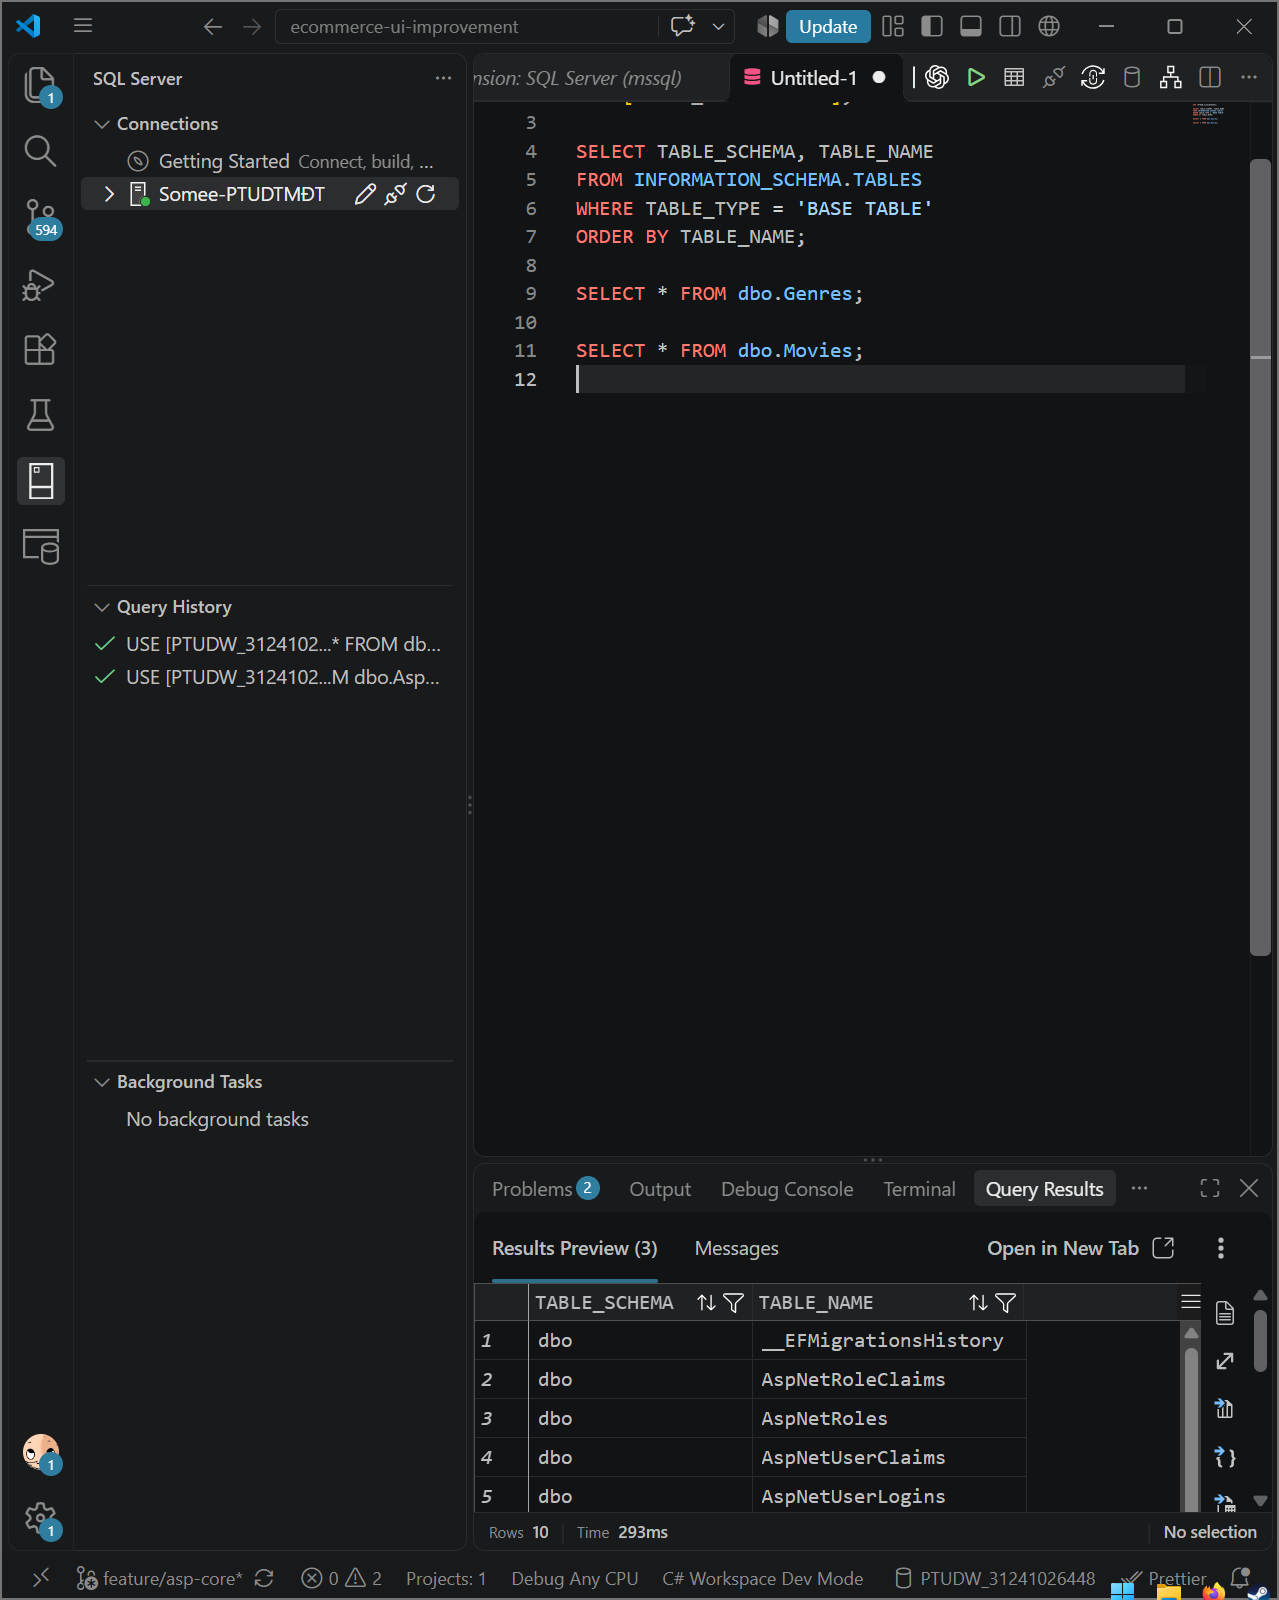 ecommerce-ui-improvement
Update
1
SQL Server
nsion: SQL Server (mssql)
Untitled-1
Connections
Getting Started Connect, build, ...
Somee-PTUDTMĐT
594
3
4 SELECT TABLE_SCHEMA, TABLE_NAME
5 FROM INFORMATION_SCHEMA.TABLES
6 WHERE TABLE_TYPE = 'BASE TABLE'
7 ORDER BY TABLE_NAME;
8
9 SELECT * FROM dbo.Genres;
10
11 SELECT * FROM dbo.Movies;
12
Query History
USE [PTUDW_3124102...* FROM db...
USE [PTUDW_3124102...M dbo.Asp...
Background Tasks
No background tasks
Problems 2 Output Debug Console Terminal Query Results
Results Preview (3) Messages Open in New Tab
TABLE_SCHEMA TABLE_NAME
1 dbo __EFMigrationsHistory
2 dbo AspNetRoleClaims
3 dbo AspNetRoles
4 dbo AspNetUserClaims
5 dbo AspNetUserLogins
1
1
Rows 10 Time 293ms No selection
feature/asp-core* 0 2 Projects: 1 Debug Any CPU C# Workspace Dev Mode PTUDW_31241026448 Prettier